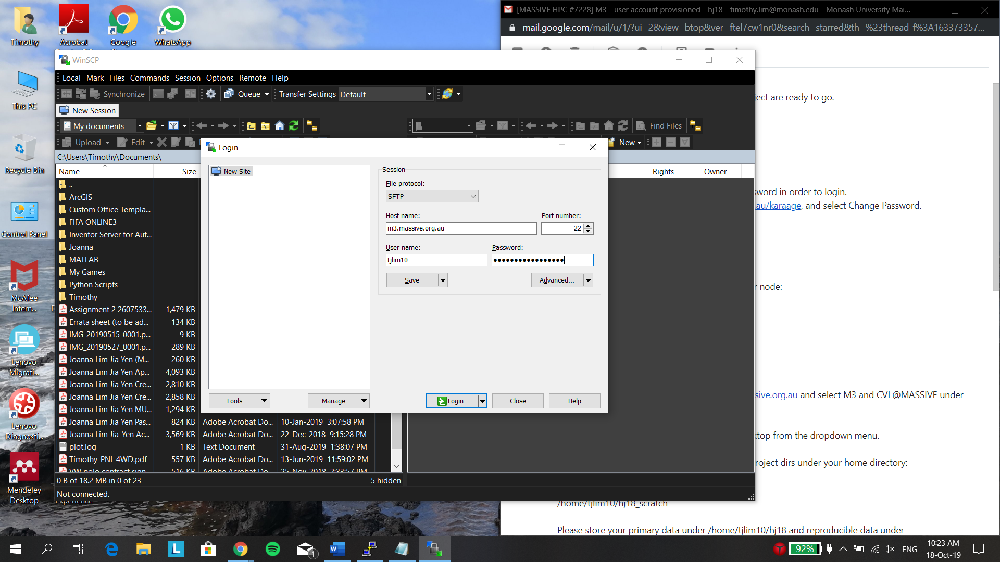 Timothy
Acrobat
Google
WhatsApp
This PC
Recycle Bin
Control Panel
McAfee
Intern...
Lenovo
Migrati...
Lenovo
Diagnosti...
Mendeley
Desktop
[MASSIVE HPC #7228] M3 - user account provisioned - hj18 - timothy.lim@monash.edu - Monash University Mai...
mail.google.com/mail/u/1/?ui=2&view=btop&ver=ftel7cw1nr0&search=starred&th=%23thread-f%3A163373357...
WinSCP
Local Mark Files Commands Session Options Remote Help
Synchronize Queue Transfer Settings Default
New Session
My documents Find Files
Upload Edit New
C:\Users\Timothy\Documents\
Name Size Rights Owner
..
ArcGIS
Custom Office Templa...
FIFA ONLINE3
Inventor Server for Aut...
Joanna
MATLAB
My Games
Python Scripts
Timothy
Assignment 2 2607533... 1,479 KB
Errata sheet (to be ad... 134 KB
IMG_20190515_0001.p... 9 KB
IMG_20190527_0001.p... 289 KB
Joanna Lim Jia Yen (M... 260 KB
Joanna Lim Jia Yen Ap... 4,093 KB
Joanna Lim Jia Yen Cre... 2,810 KB
Joanna Lim Jia Yen Cre... 2,858 KB
Joanna Lim Jia Yen MU... 1,294 KB
Joanna Lim Jia Yen Pas... 824 KB Adobe Acrobat Do... 10-Jan-2019 3:07:58 PM
Joanna Lim Jia-Yen Ac... 3,569 KB Adobe Acrobat Do... 22-Dec-2018 9:15:28 PM
plot.log 1 KB Text Document 31-Aug-2019 1:38:07 PM
Timothy_PNL 4WD.pdf 557 KB Adobe Acrobat Do... 13-Jun-2019 11:59:02 PM
VW polo contract sign... 516 KB Adobe Acrobat Do... 25-Nov-2018 2:33:57 PM
0 B of 18.2 MB in 0 of 23 5 hidden
Not connected.
Login
New Site
Session
File protocol:
SFTP
Host name: Port number:
m3.massive.org.au 22
User name: Password:
tjlim10 ●●●●●●●●●●●●●●●●●
Save Advanced...
Tools Manage Login Close Help
ect are ready to go.
sword in order to login.
au/karaage, and select Change Password.
node:
sive.org.au and select M3 and CVL@MASSIVE under
ktop from the dropdown menu.
roject dirs under your home directory:
/home/tjlim10/hj18_scratch
Please store your primary data under /home/tjlim10/hj18 and reproducible data under
1
92% ENG 10:23 AM
18-Oct-19